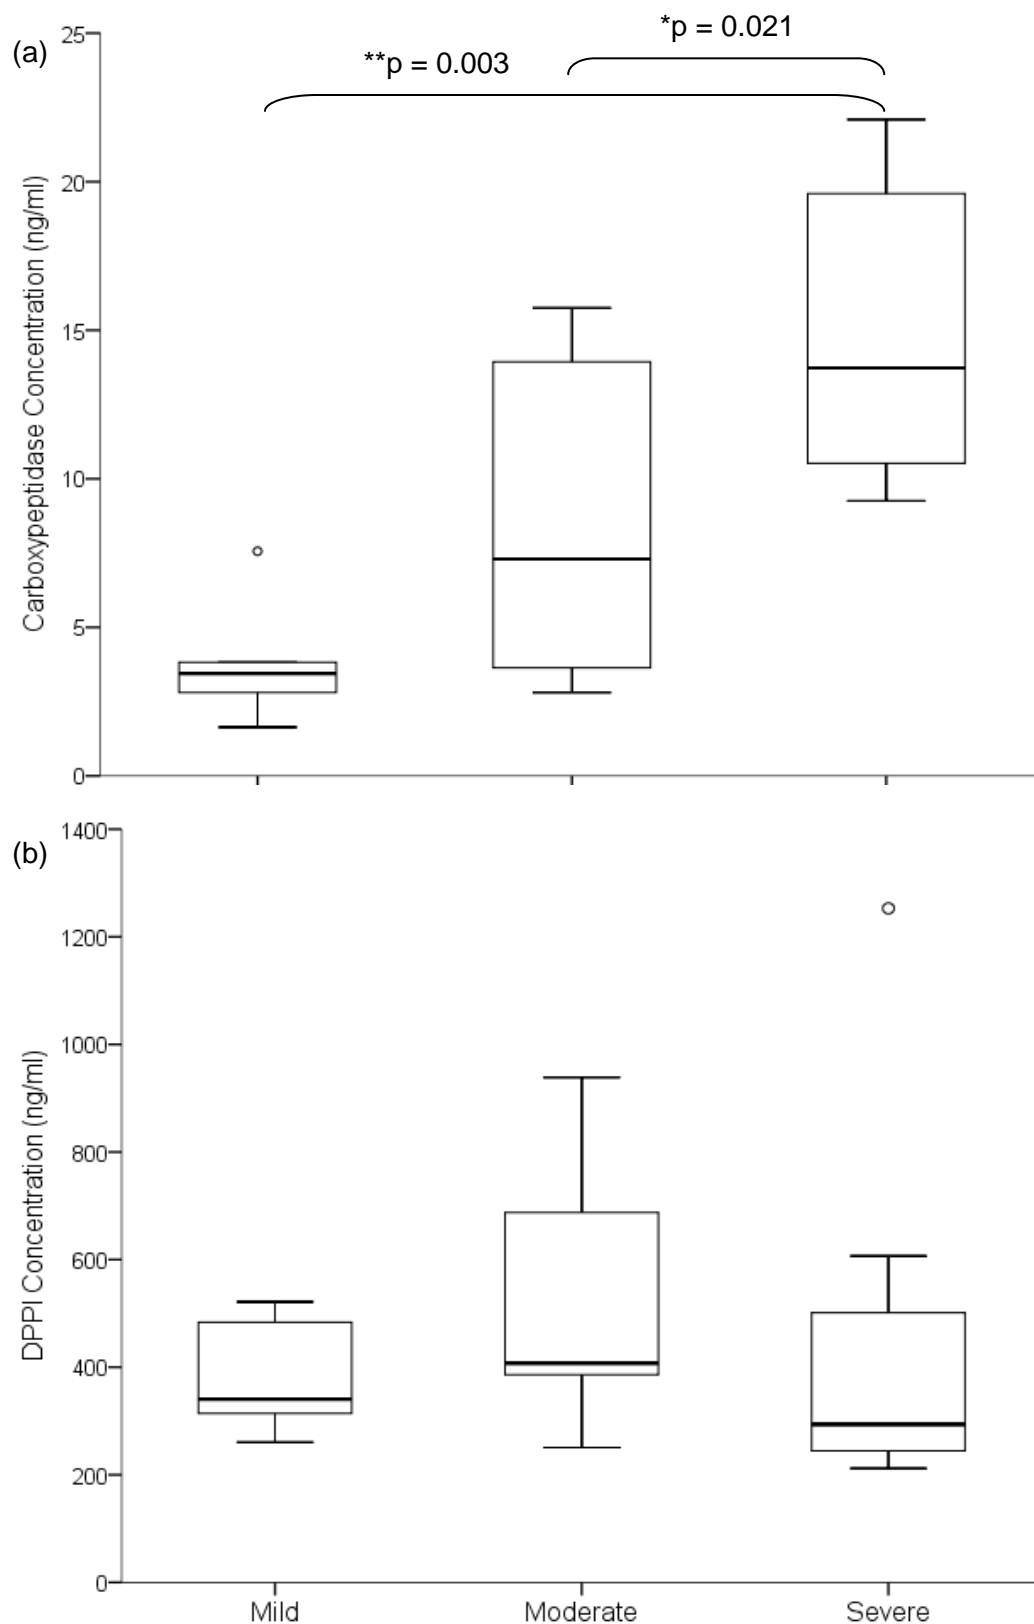 (a)
*p = 0.021
**p = 0.003
Carboxypeptidase Concentration (ng/ml)
25
20
15
10
5
0
(b)
DPPI Concentration (ng/ml)
1400
1200
1000
800
600
400
200
0
Mild Moderate Severe